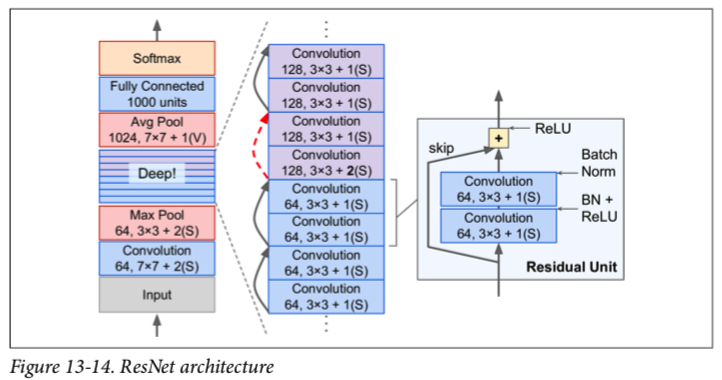 Softmax
Fully Connected
1000 units
Avg Pool
1024, 7×7 + 1(V)
Deep!
Max Pool
64, 3×3 + 2(S)
Convolution
64, 7×7 + 2(S)
Input
Convolution
128, 3×3 + 1(S)
Convolution
128, 3×3 + 1(S)
Convolution
128, 3×3 + 1(S)
Convolution
128, 3×3 + 2(S)
Convolution
64, 3×3 + 1(S)
Convolution
64, 3×3 + 1(S)
Convolution
64, 3×3 + 1(S)
Convolution
64, 3×3 + 1(S)
skip
+
ReLU
Batch
Norm
Convolution
64, 3×3 + 1(S)
BN +
ReLU
Convolution
64, 3×3 + 1(S)
Residual Unit
Figure 13-14. ResNet architecture